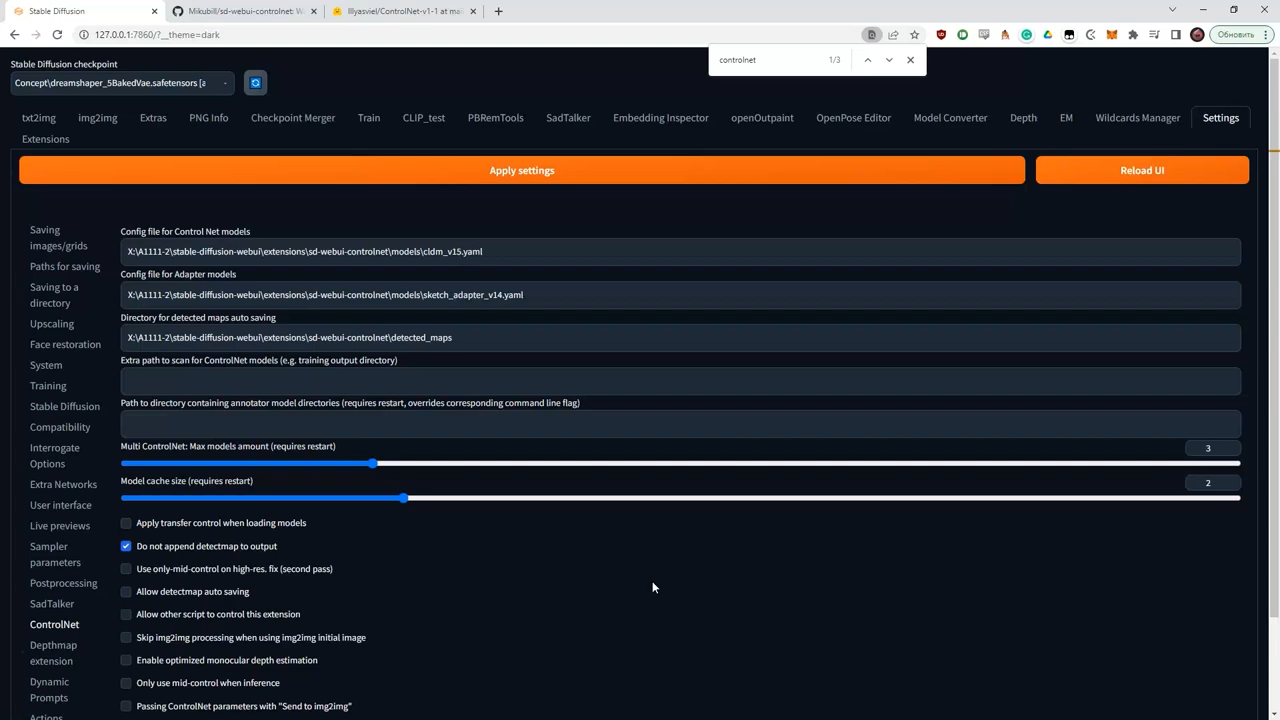 Stable Diffusion
Mikubill/sd-webui-controlnet: W
lllyasviel/ControlNet-v1-1 at mai
127.0.0.1:7860/?__theme=dark
Обновить
controlnet
1/3
Stable Diffusion checkpoint
Concept\dreamshaper_5BakedVae.safetensors [a
txt2img
img2img
Extras
PNG Info
Checkpoint Merger
Train
CLIP_test
PBRemTools
SadTalker
Embedding Inspector
openOutpaint
OpenPose Editor
Model Converter
Depth
EM
Wildcards Manager
Settings
Extensions
Apply settings
Reload UI
Saving
images/grids
Paths for saving
Saving to a
directory
Upscaling
Face restoration
System
Training
Stable Diffusion
Compatibility
Interrogate
Options
Extra Networks
User interface
Live previews
Sampler
parameters
Postprocessing
SadTalker
ControlNet
Depthmap
extension
Dynamic
Prompts
Actions
Config file for Control Net models
X:\A1111-2\stable-diffusion-webui\extensions\sd-webui-controlnet\models\cldm_v15.yaml
Config file for Adapter models
X:\A1111-2\stable-diffusion-webui\extensions\sd-webui-controlnet\models\sketch_adapter_v14.yaml
Directory for detected maps auto saving
X:\A1111-2\stable-diffusion-webui\extensions\sd-webui-controlnet\detected_maps
Extra path to scan for ControlNet models (e.g. training output directory)
Path to directory containing annotator model directories (requires restart, overrides corresponding command line flag)
Multi ControlNet: Max models amount (requires restart)
3
Model cache size (requires restart)
2
Apply transfer control when loading models
Do not append detectmap to output
Use only-mid-control on high-res. fix (second pass)
Allow detectmap auto saving
Allow other script to control this extension
Skip img2img processing when using img2img initial image
Enable optimized monocular depth estimation
Only use mid-control when inference
Passing ControlNet parameters with "Send to img2img"